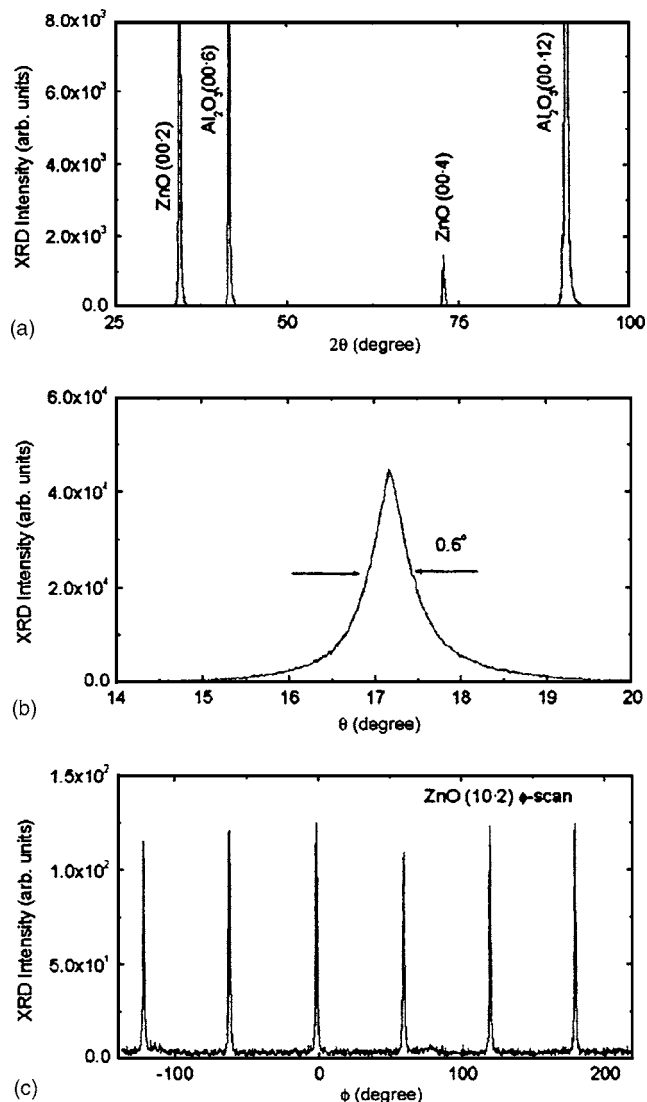 8.0x10³
6.0x10³
4.0x10³
2.0x10³
0.0
XRD Intensity (arb. units)
ZnO (00·2)
Al₂O₃(00·6)
ZnO (00·4)
Al₂O₃(00·12)
25 50 75 100
2θ (degree)
(a)
6.0x10⁴
4.0x10⁴
2.0x10⁴
0.0
XRD Intensity (arb. units)
0.6°
14 15 16 17 18 19 20
θ (degree)
(b)
1.5x10²
1.0x10²
5.0x10¹
0.0
XRD Intensity (arb. units)
ZnO (10·2) ϕ-scan
-100 0 100 200
ϕ (degree)
(c)